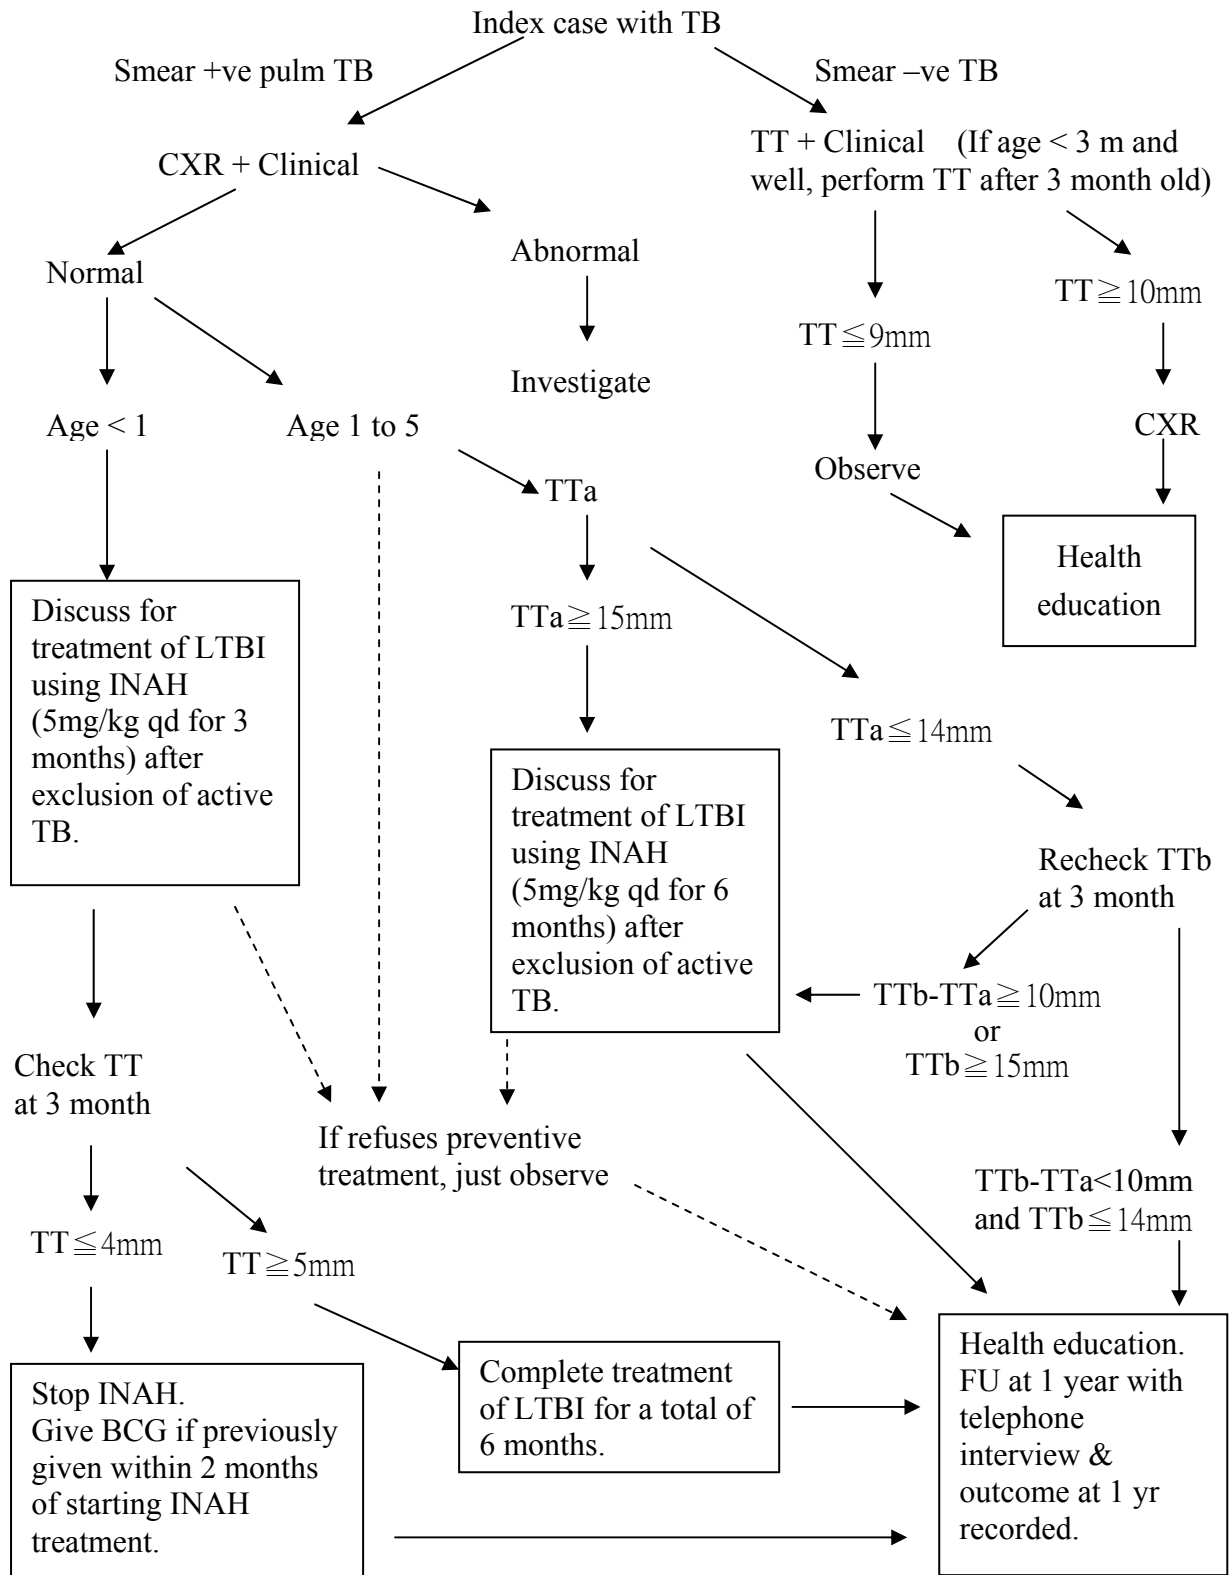 Index case with TB
Smear +ve pulm TB
Smear –ve TB
CXR + Clinical
TT + Clinical (If age < 3 m and
well, perform TT after 3 month old)
Normal
Abnormal
TT≦9mm
TT≧10mm
Investigate
Age < 1
Age 1 to 5
CXR
Observe
TTa
Health
education
Discuss for
treatment of LTBI
using INAH
(5mg/kg qd for 3
months) after
exclusion of active
TB.
TTa≧15mm
TTa≦14mm
Discuss for
treatment of LTBI
using INAH
(5mg/kg qd for 6
months) after
exclusion of active
TB.
Recheck TTb
at 3 month
TTb-TTa≧10mm
or
TTb≧15mm
Check TT
at 3 month
If refuses preventive
treatment, just observe
TTb-TTa<10mm
and TTb≦14mm
TT≦4mm
TT≧5mm
Stop INAH.
Give BCG if previously
given within 2 months
of starting INAH
treatment.
Complete treatment
of LTBI for a total of
6 months.
Health education.
FU at 1 year with
telephone
interview &
outcome at 1 yr
recorded.